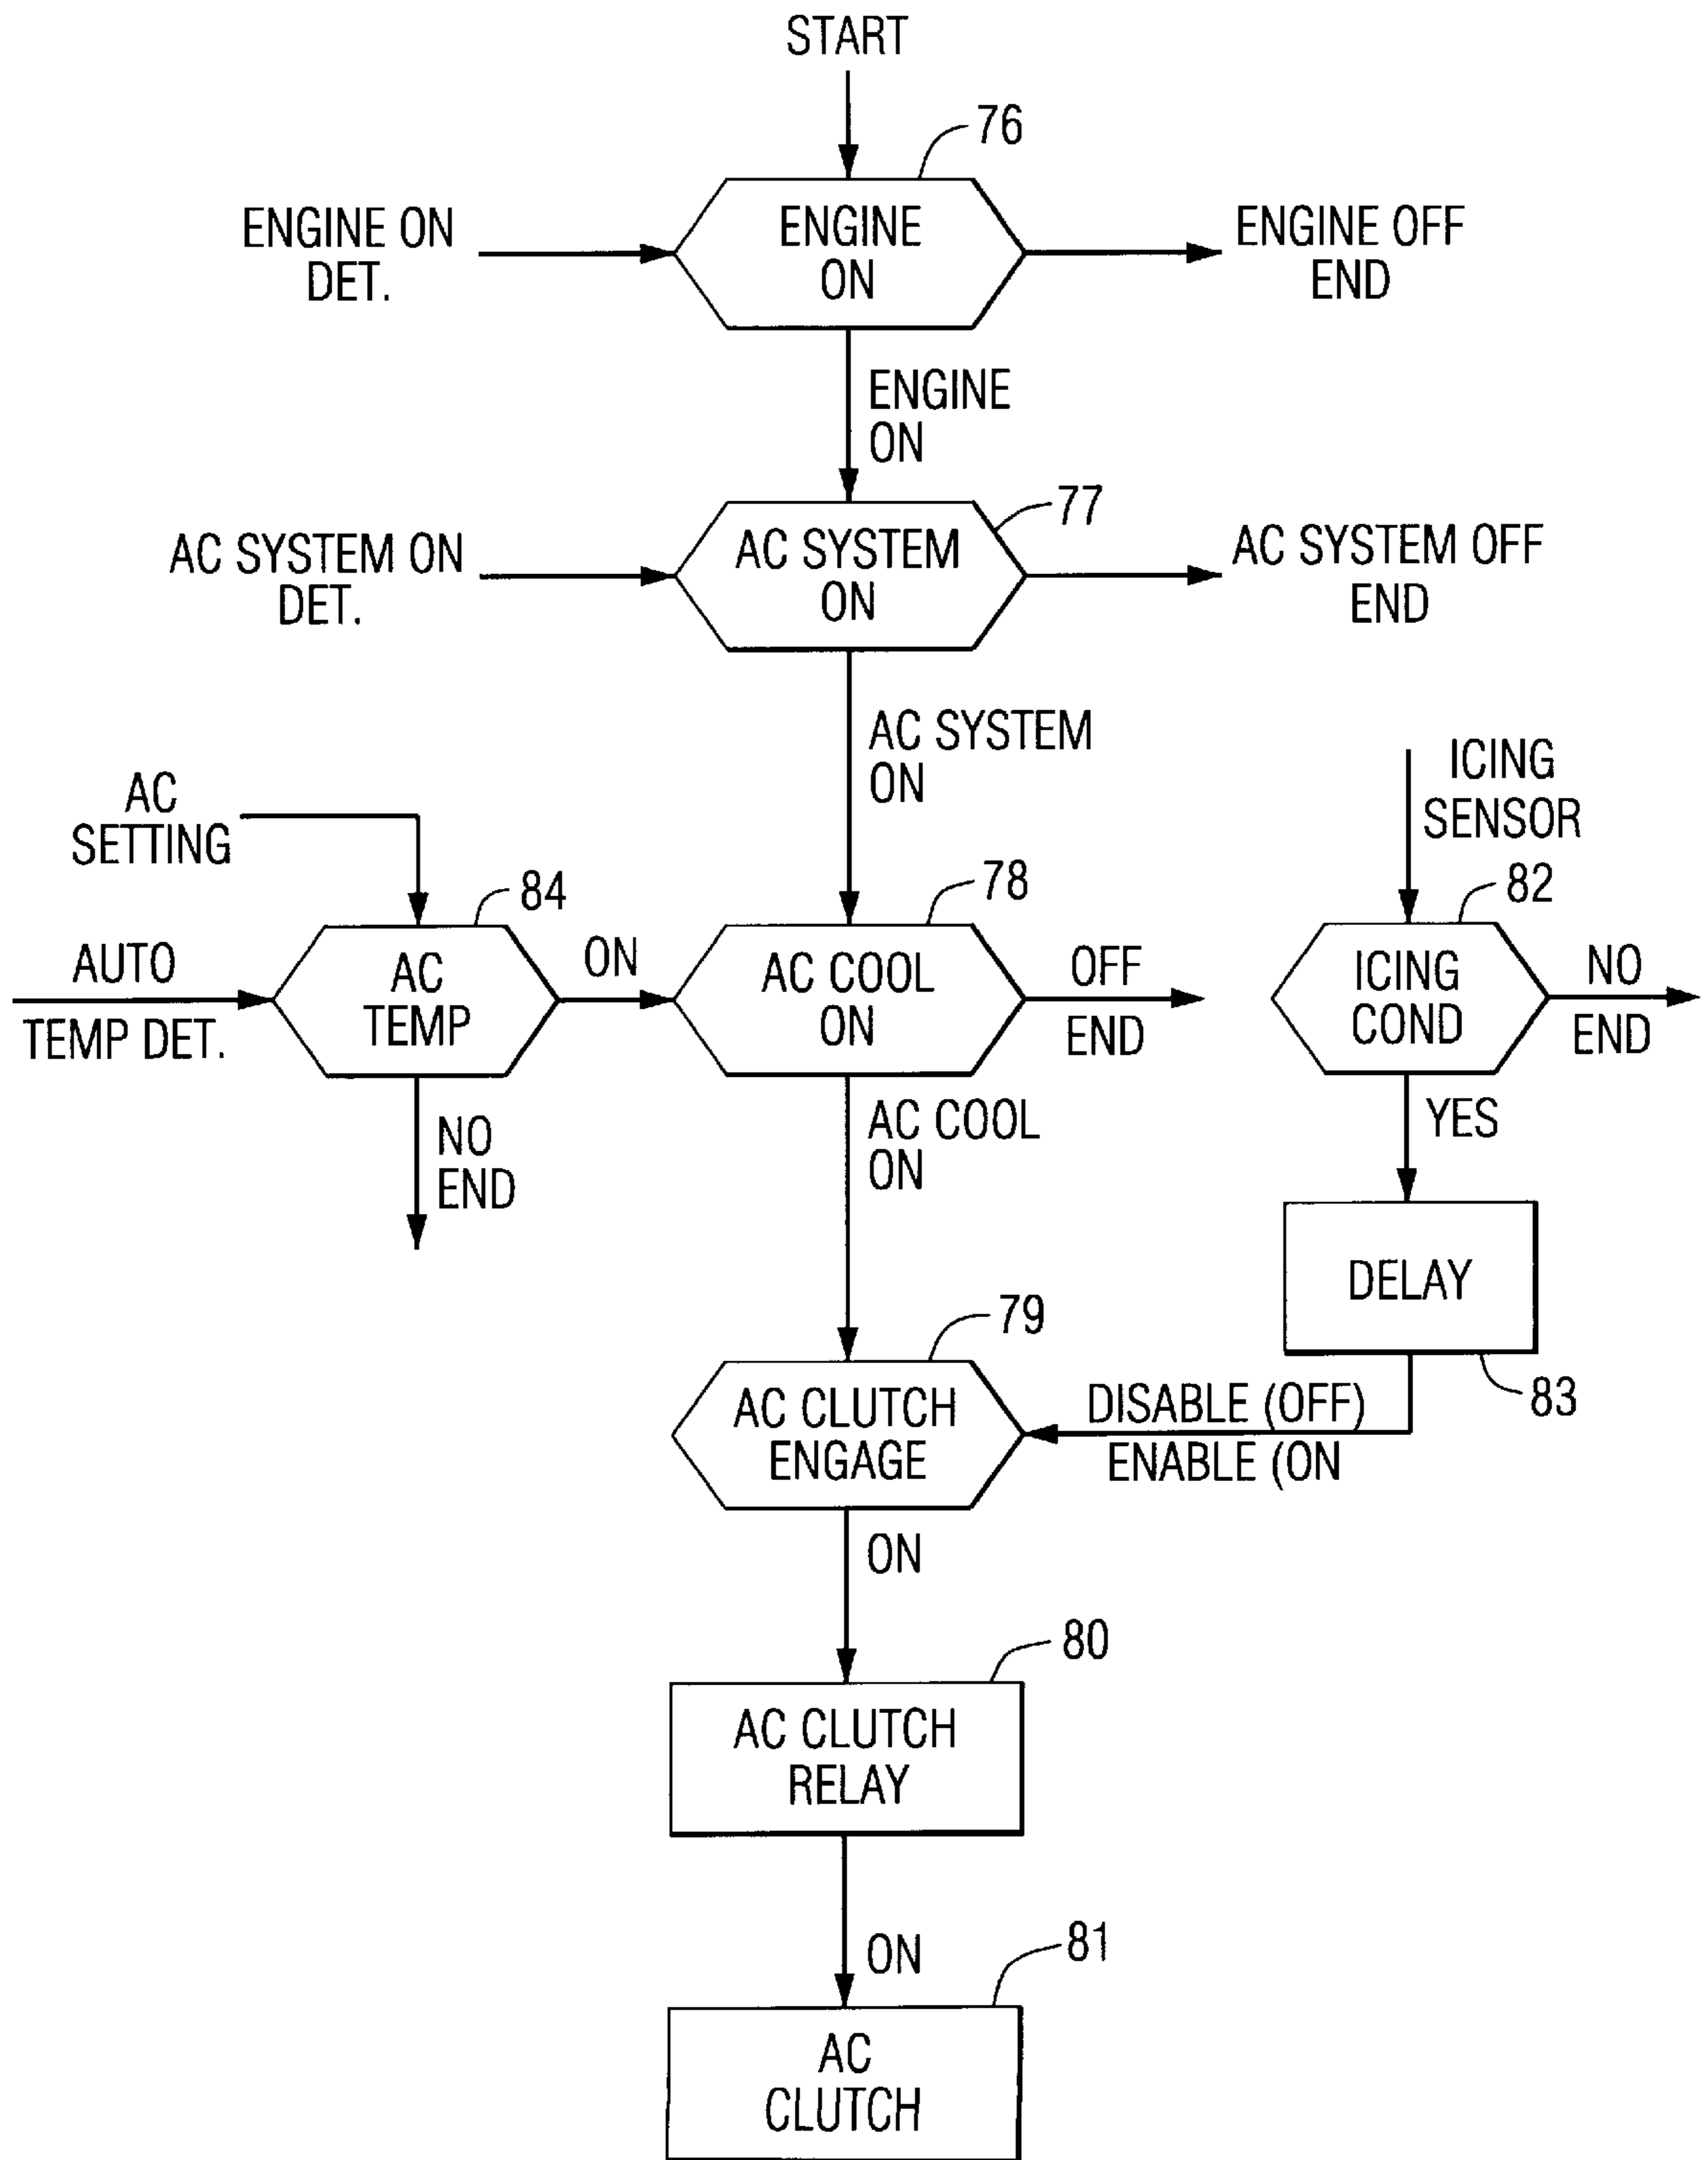 START
76
ENGINE ON
DET.
ENGINE
ON
ENGINE OFF
END
ENGINE
ON
77
AC SYSTEM ON
DET.
AC SYSTEM
ON
AC SYSTEM OFF
END
AC SYSTEM
ON
ICING
SENSOR
AC
SETTING
84
78
82
AUTO
TEMP DET.
AC
TEMP
ON
AC COOL
ON
OFF
END
ICING
COND
NO
END
NO
END
AC COOL
ON
YES
DELAY
83
79
AC CLUTCH
ENGAGE
DISABLE (OFF)
ENABLE (ON
ON
80
AC CLUTCH
RELAY
ON
81
AC
CLUTCH